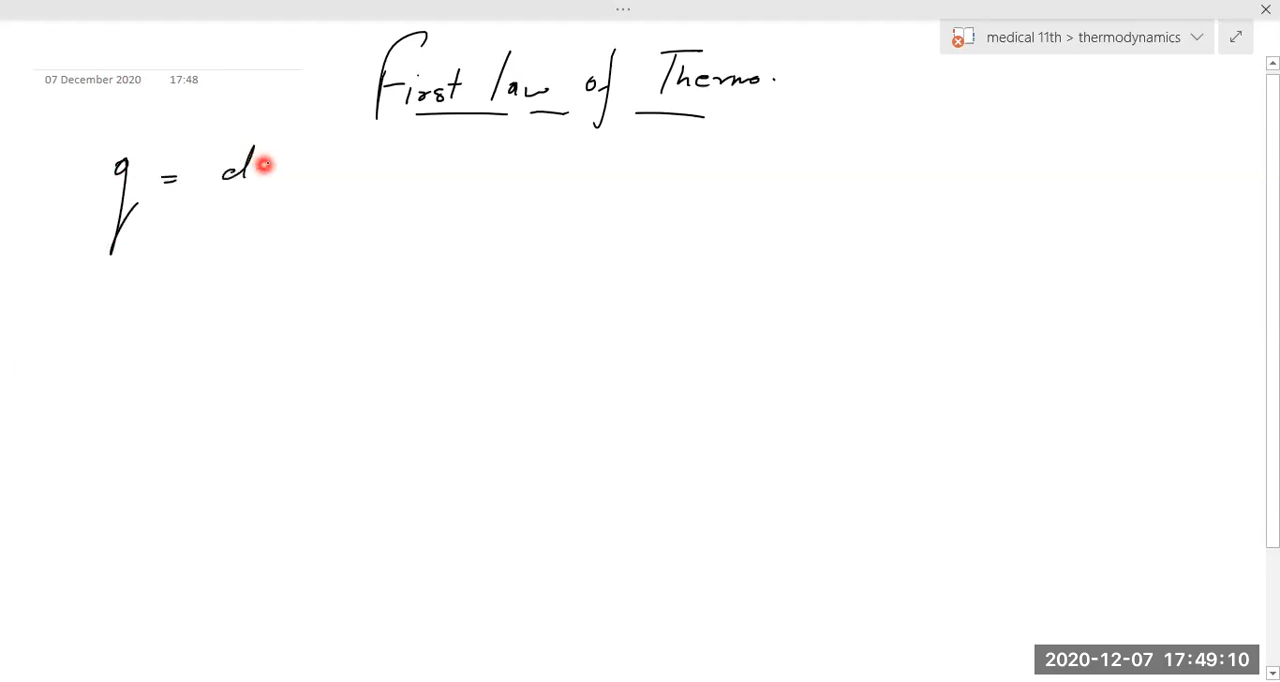 ...
medical 11th > thermodynamics
First law of Thermo.
07 December 2020 17:48
q = d
2020-12-07 17:49:10